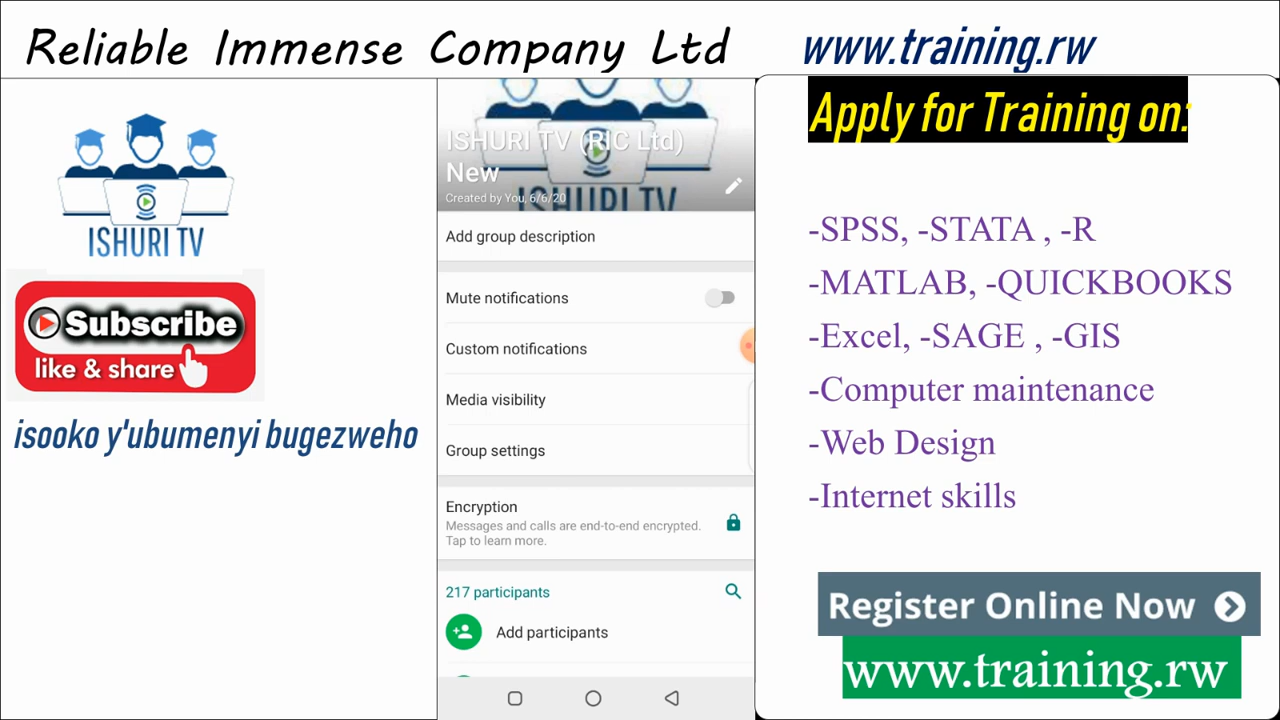 Reliable Immense Company Ltd
www.training.rw
ISHURI TV
Subscribe
like & share
isooko y'ubumenyi bugezweho
ISHURI TV (RIC Ltd)
New
Created by You, 6/6/20
ISHURI TV
Add group description
Mute notifications
Custom notifications
Media visibility
Group settings
Encryption
Messages and calls are end-to-end encrypted.
Tap to learn more.
217 participants
Add participants
Apply for Training on:
-SPSS, -STATA , -R
-MATLAB, -QUICKBOOKS
-Excel, -SAGE , -GIS
-Computer maintenance
-Web Design
-Internet skills
Register Online Now
www.training.rw